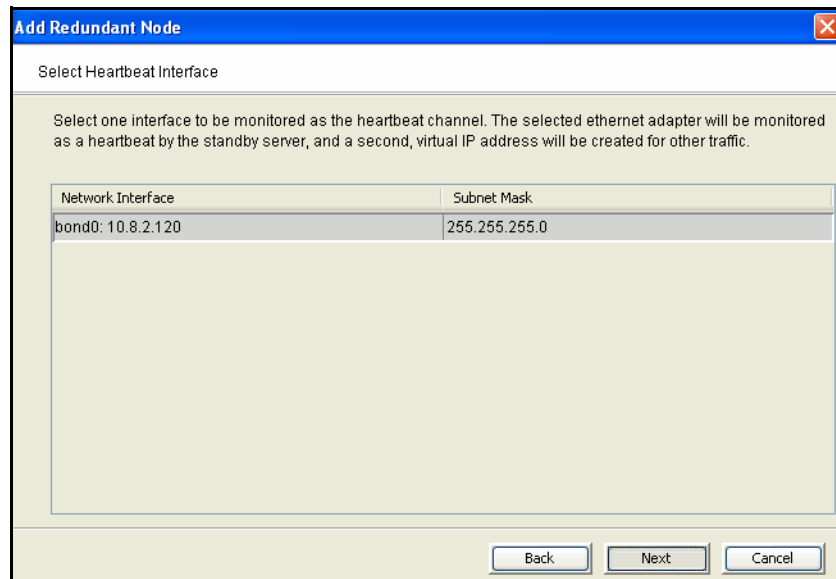 Add Redundant Node
Select Heartbeat Interface
Select one interface to be monitored as the heartbeat channel. The selected ethernet adapter will be monitored
as a heartbeat by the standby server, and a second, virtual IP address will be created for other traffic.
Network Interface Subnet Mask
bond0: 10.8.2.120 255.255.255.0
Back Next Cancel